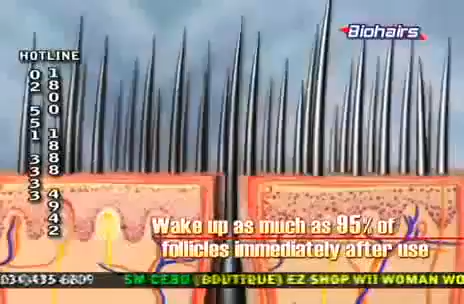 Biohairs
HOTLINE
02 551 3333
1800 1888 4942
Wake up as much as 95% of
follicles immediately after use
SM CEBU (BOUTIQUE) EZ SHOP WII WOMAN